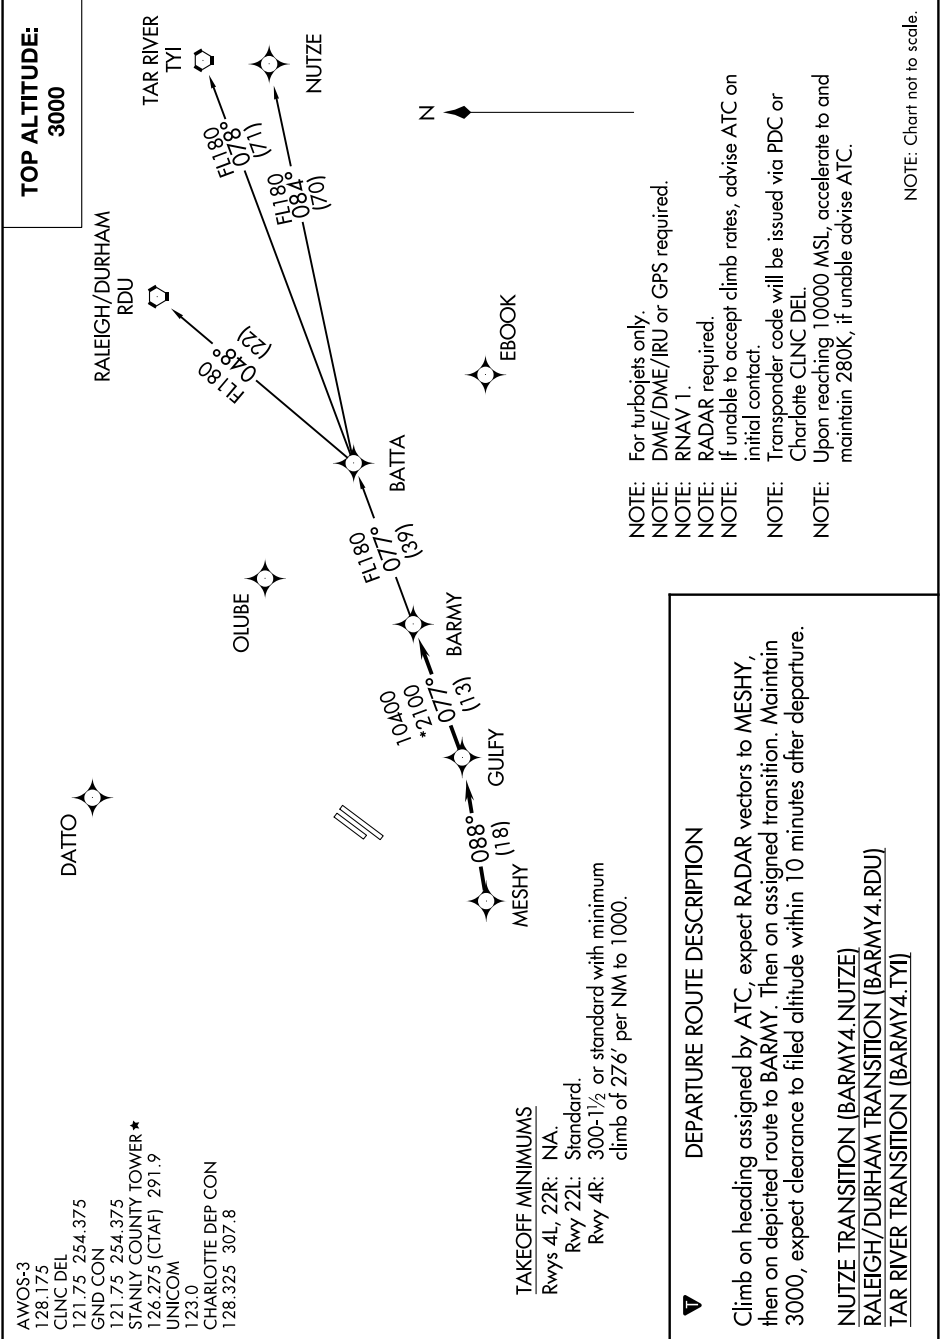 AWOS-3
128.175
CLNC DEL
121.75 254.375
GND CON
121.75 254.375
STANLY COUNTY TOWER★
126.275 (CTAF) 291.9
UNICOM
123.0
CHARLOTTE DEP CON
128.325 307.8
TOP ALTITUDE:
3000
DATTO
OLUBE
RALEIGH/DURHAM
RDU
TAR RIVER
TYI
NUTZE
FL180
048°
(22)
FL180
078°
(71)
FL180
084°
(70)
BATTA
FL180
077°
(39)
BARMY
10400
*2100
077°
(13)
GULFY
088°
(18)
MESHY
EBOOK
N
TAKEOFF MINIMUMS
Rwys 4L, 22R: NA.
Rwy 22L: Standard.
Rwy 4R: 300-1½ or standard with minimum
climb of 276' per NM to 1000.
NOTE: For turbojets only.
NOTE: DME/DME/IRU or GPS required.
NOTE: RNAV 1.
NOTE: RADAR required.
NOTE: If unable to accept climb rates, advise ATC on
initial contact.
NOTE: Transponder code will be issued via PDC or
Charlotte CLNC DEL.
NOTE: Upon reaching 10000 MSL, accelerate to and
maintain 280K, if unable advise ATC.
NOTE: Chart not to scale.
T
DEPARTURE ROUTE DESCRIPTION
Climb on heading assigned by ATC, expect RADAR vectors to MESHY,
then on depicted route to BARMY. Then on assigned transition. Maintain
3000, expect clearance to filed altitude within 10 minutes after departure.
NUTZE TRANSITION (BARMY4.NUTZE)
RALEIGH/DURHAM TRANSITION (BARMY4.RDU)
TAR RIVER TRANSITION (BARMY4.TYI)